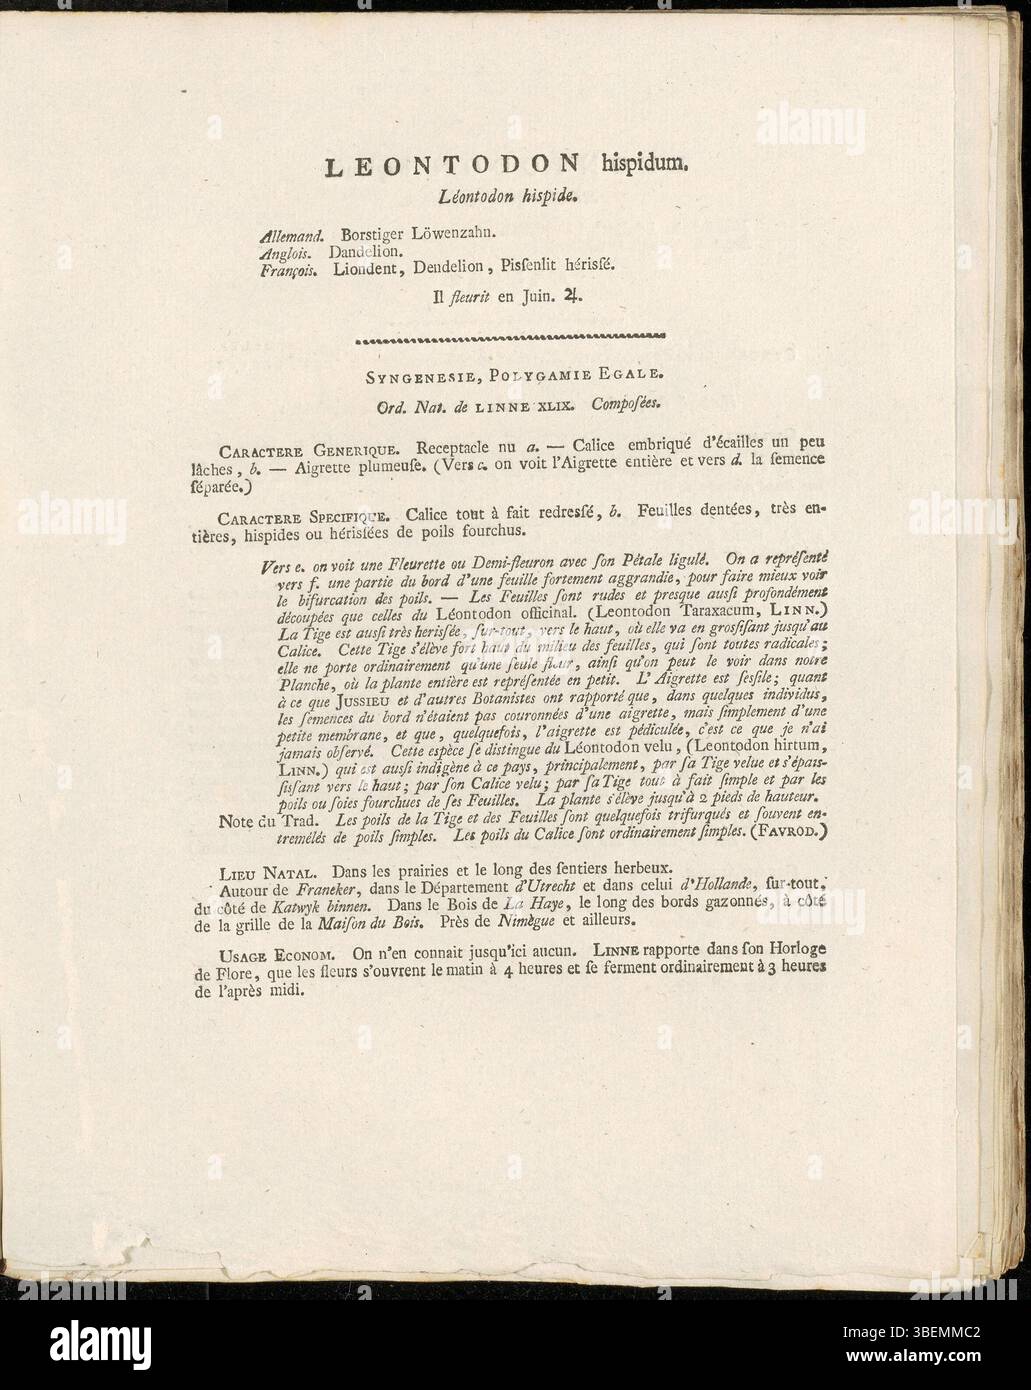 LEONTODON hispidum.
Léontodon hispide.
Allemand. Borstiger Löwenzahn.
Anglois. Dandelion.
François. Liondent, Dendelion, Pisſenlit hériſſé.
Il fleurit en Juin. ♃.
SYNGENESIE, POLYGAMIE EGALE.
Ord. Nat. de LINNE XLIX. Compoſées.
CARACTERE GENERIQUE. Receptacle nu a. — Calice embriqué d'écailles un peu
lâches, b. — Aigrette plumeuſe. (Vers c. on voit l'Aigrette entière et vers d. la ſemence
ſéparée.)
CARACTERE SPECIFIQUE. Calice tout à fait redresſé, b. Feuilles dentées, très en-
tières, hispides ou hérisſées de poils fourchus.
Vers e. on voit une Fleurette ou Demi-fleuron avec ſon Pétale ligulé. On a repréſenté
vers f. une partie du bord d'une feuille fortement aggrandie, pour faire mieux voir
le bifurcation des poils. — Les Feuilles ſont rudes et presque ausſi profondément
découpées que celles du Léontodon officinal. (Leontodon Taraxacum, LINN.)
La Tige est ausſi très herisſée, ſur-tout, vers le haut, où elle va en grosſisſant jusqu'au
Calice. Cette Tige s'élève fort haut du milieu des feuilles, qui ſont toutes radicales;
elle ne porte ordinairement qu'une ſeule fleur, ainſi qu'on peut le voir dans notre
Planche, où la plante entière est repréſentée en petit. L'Aigrette est ſesſile; quant
à ce que JUSSIEU et d'autres Botanistes ont rapporté que, dans quelques individus,
les ſemences du bord n'étaient pas couronnées d'une aigrette, mais ſimplement d'une
petite membrane, et que, quelquefois, l'aigrette est pédiculée, c'est ce que je n'ai
jamais obſervé. Cette espèce ſe distingue du Léontodon velu, (Leontodon hirtum,
LINN.) qui est ausſi indigène à ce pays, principalement, par ſa Tige velue et s'épais-
ſisſant vers le haut; par ſon Calice velu; par ſa Tige tout à fait ſimple et par les
poils ou ſoies fourchues de ſes Feuilles. La plante s'élève jusqu'à 2 pieds de hauteur.
Note du Trad. Les poils de la Tige et des Feuilles ſont quelquefois trifurqués et ſouvent en-
tremêlés de poils ſimples. Les poils du Calice ſont ordinairement ſimples. (FAVROD.)
LIEU NATAL. Dans les prairies et le long des ſentiers herbeux.
Autour de Franeker, dans le Département d'Utrecht et dans celui d'Hollande, ſur-tout,
du côté de Katwyk binnen. Dans le Bois de La Haye, le long des bords gazonnés, à côté
de la grille de la Maiſon du Bois. Près de Nimègue et ailleurs.
USAGE ECONOM. On n'en connait jusqu'ici aucun. LINNE rapporte dans ſon Horloge
de Flore, que les fleurs s'ouvrent le matin à 4 heures et ſe ferment ordinairement à 3 heures
de l'après midi.
alamy
Image ID: 3BEMMC2
www.alamy.com